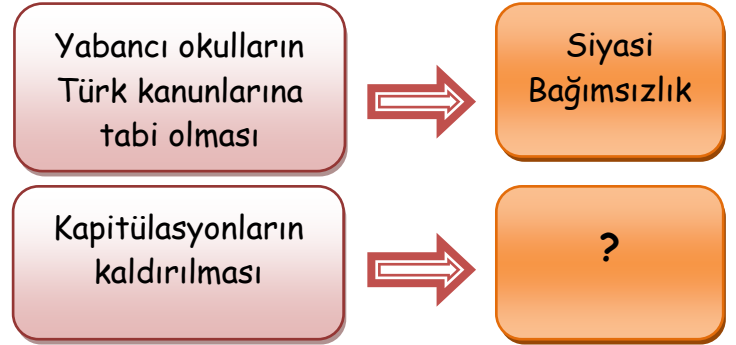 Yabancı okulların
Türk kanunlarına
tabi olması
Siyasi
Bağımsızlık
Kapitülasyonların
kaldırılması
?